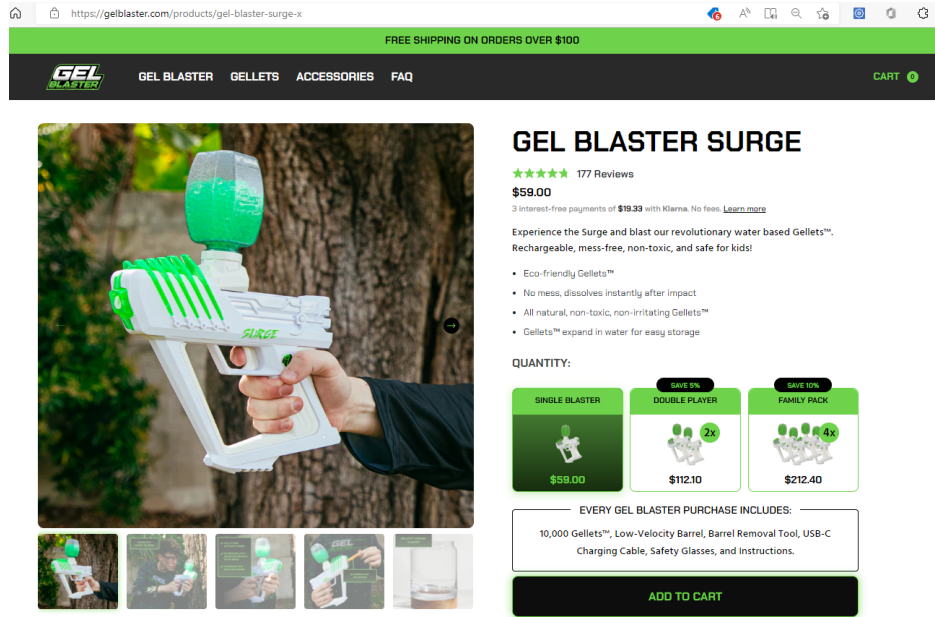 https://gelblaster.com/products/gel-blaster-surge-x
6
FREE SHIPPING ON ORDERS OVER $100
GEL
BLASTER
GEL BLASTER GELLETS ACCESSORIES FAQ
CART 0
SURGE
GEL BLASTER SURGE
177 Reviews
$59.00
3 interest-free payments of $19.33 with Klarna. No fees. Learn more
Experience the Surge and blast our revolutionary water based Gellets™.
Rechargeable, mess-free, non-toxic, and safe for kids!
• Eco-friendly Gellets™
• No mess, dissolves instantly after impact
• All natural, non-toxic, non-irritating Gellets™
• Gellets™ expand in water for easy storage
QUANTITY:
SINGLE BLASTER
$59.00
SAVE 5%
DOUBLE PLAYER
2x
$112.10
SAVE 10%
FAMILY PACK
4x
$212.40
EVERY GEL BLASTER PURCHASE INCLUDES:
10,000 Gellets™, Low-Velocity Barrel, Barrel Removal Tool, USB-C
Charging Cable, Safety Glasses, and Instructions.
ADD TO CART